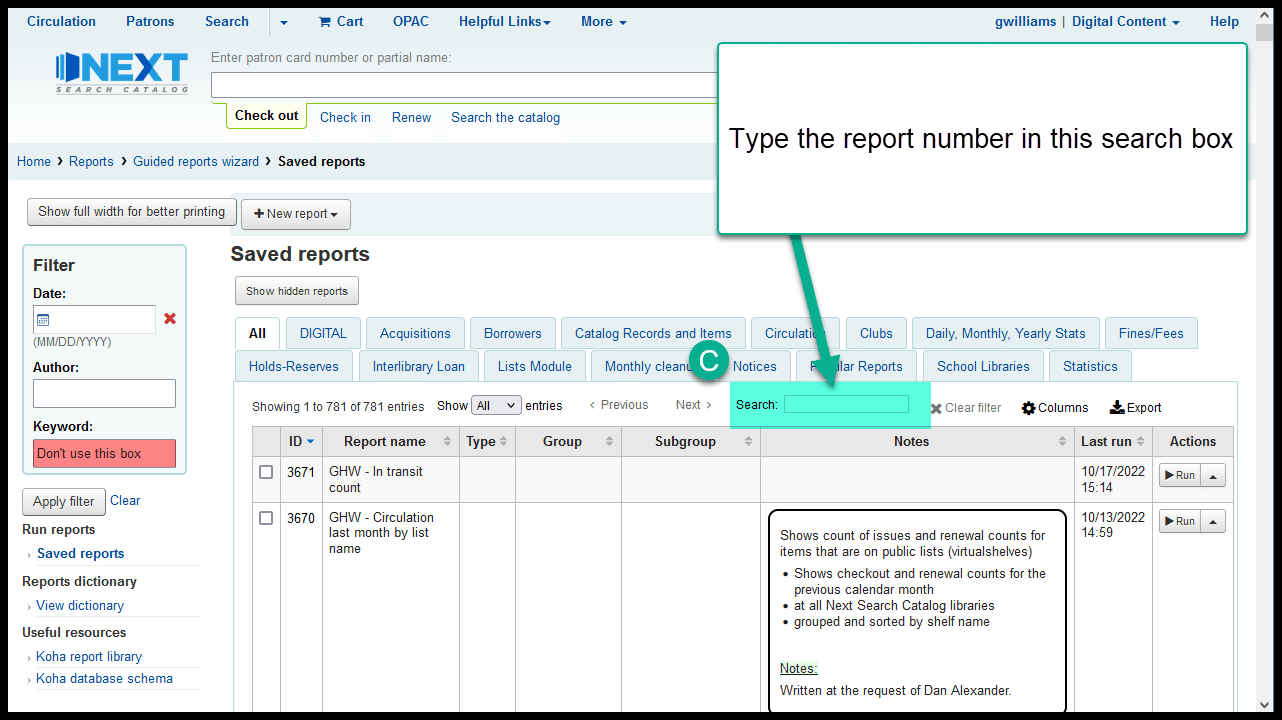 Circulation Patrons Search Cart OPAC Helpful Links More gwilliams | Digital Content Help
NEXT
SEARCH CATALOG
Enter patron card number or partial name:
Check out Check in Renew Search the catalog
Type the report number in this search box
Home › Reports › Guided reports wizard › Saved reports
Show full width for better printing
+ New report
Filter
Date:
(MM/DD/YYYY)
Author:
Keyword:
Don't use this box
Apply filter Clear
Run reports
› Saved reports
Reports dictionary
› View dictionary
Useful resources
› Koha report library
› Koha database schema
Saved reports
Show hidden reports
All DIGITAL Acquisitions Borrowers Catalog Records and Items Clubs Daily, Monthly, Yearly Stats Fines/Fees
Holds-Reserves Interlibrary Loan Lists Module Monthly C Notices Reports School Libraries Statistics
Showing 1 to 781 of 781 entries Show All entries ‹ Previous Next › Search: Clear filter Columns Export
ID Report name Type Group Subgroup Notes Last run Actions
3671 GHW - In transit 10/17/2022 Run
count 15:14
3670 GHW - Circulation 10/13/2022 Run
last month by list 14:59
name
Shows count of issues and renewal counts for
items that are on public lists (virtualshelves)
• Shows checkout and renewal counts for the
previous calendar month
• at all Next Search Catalog libraries
• grouped and sorted by shelf name
Notes:
Written at the request of Dan Alexander.